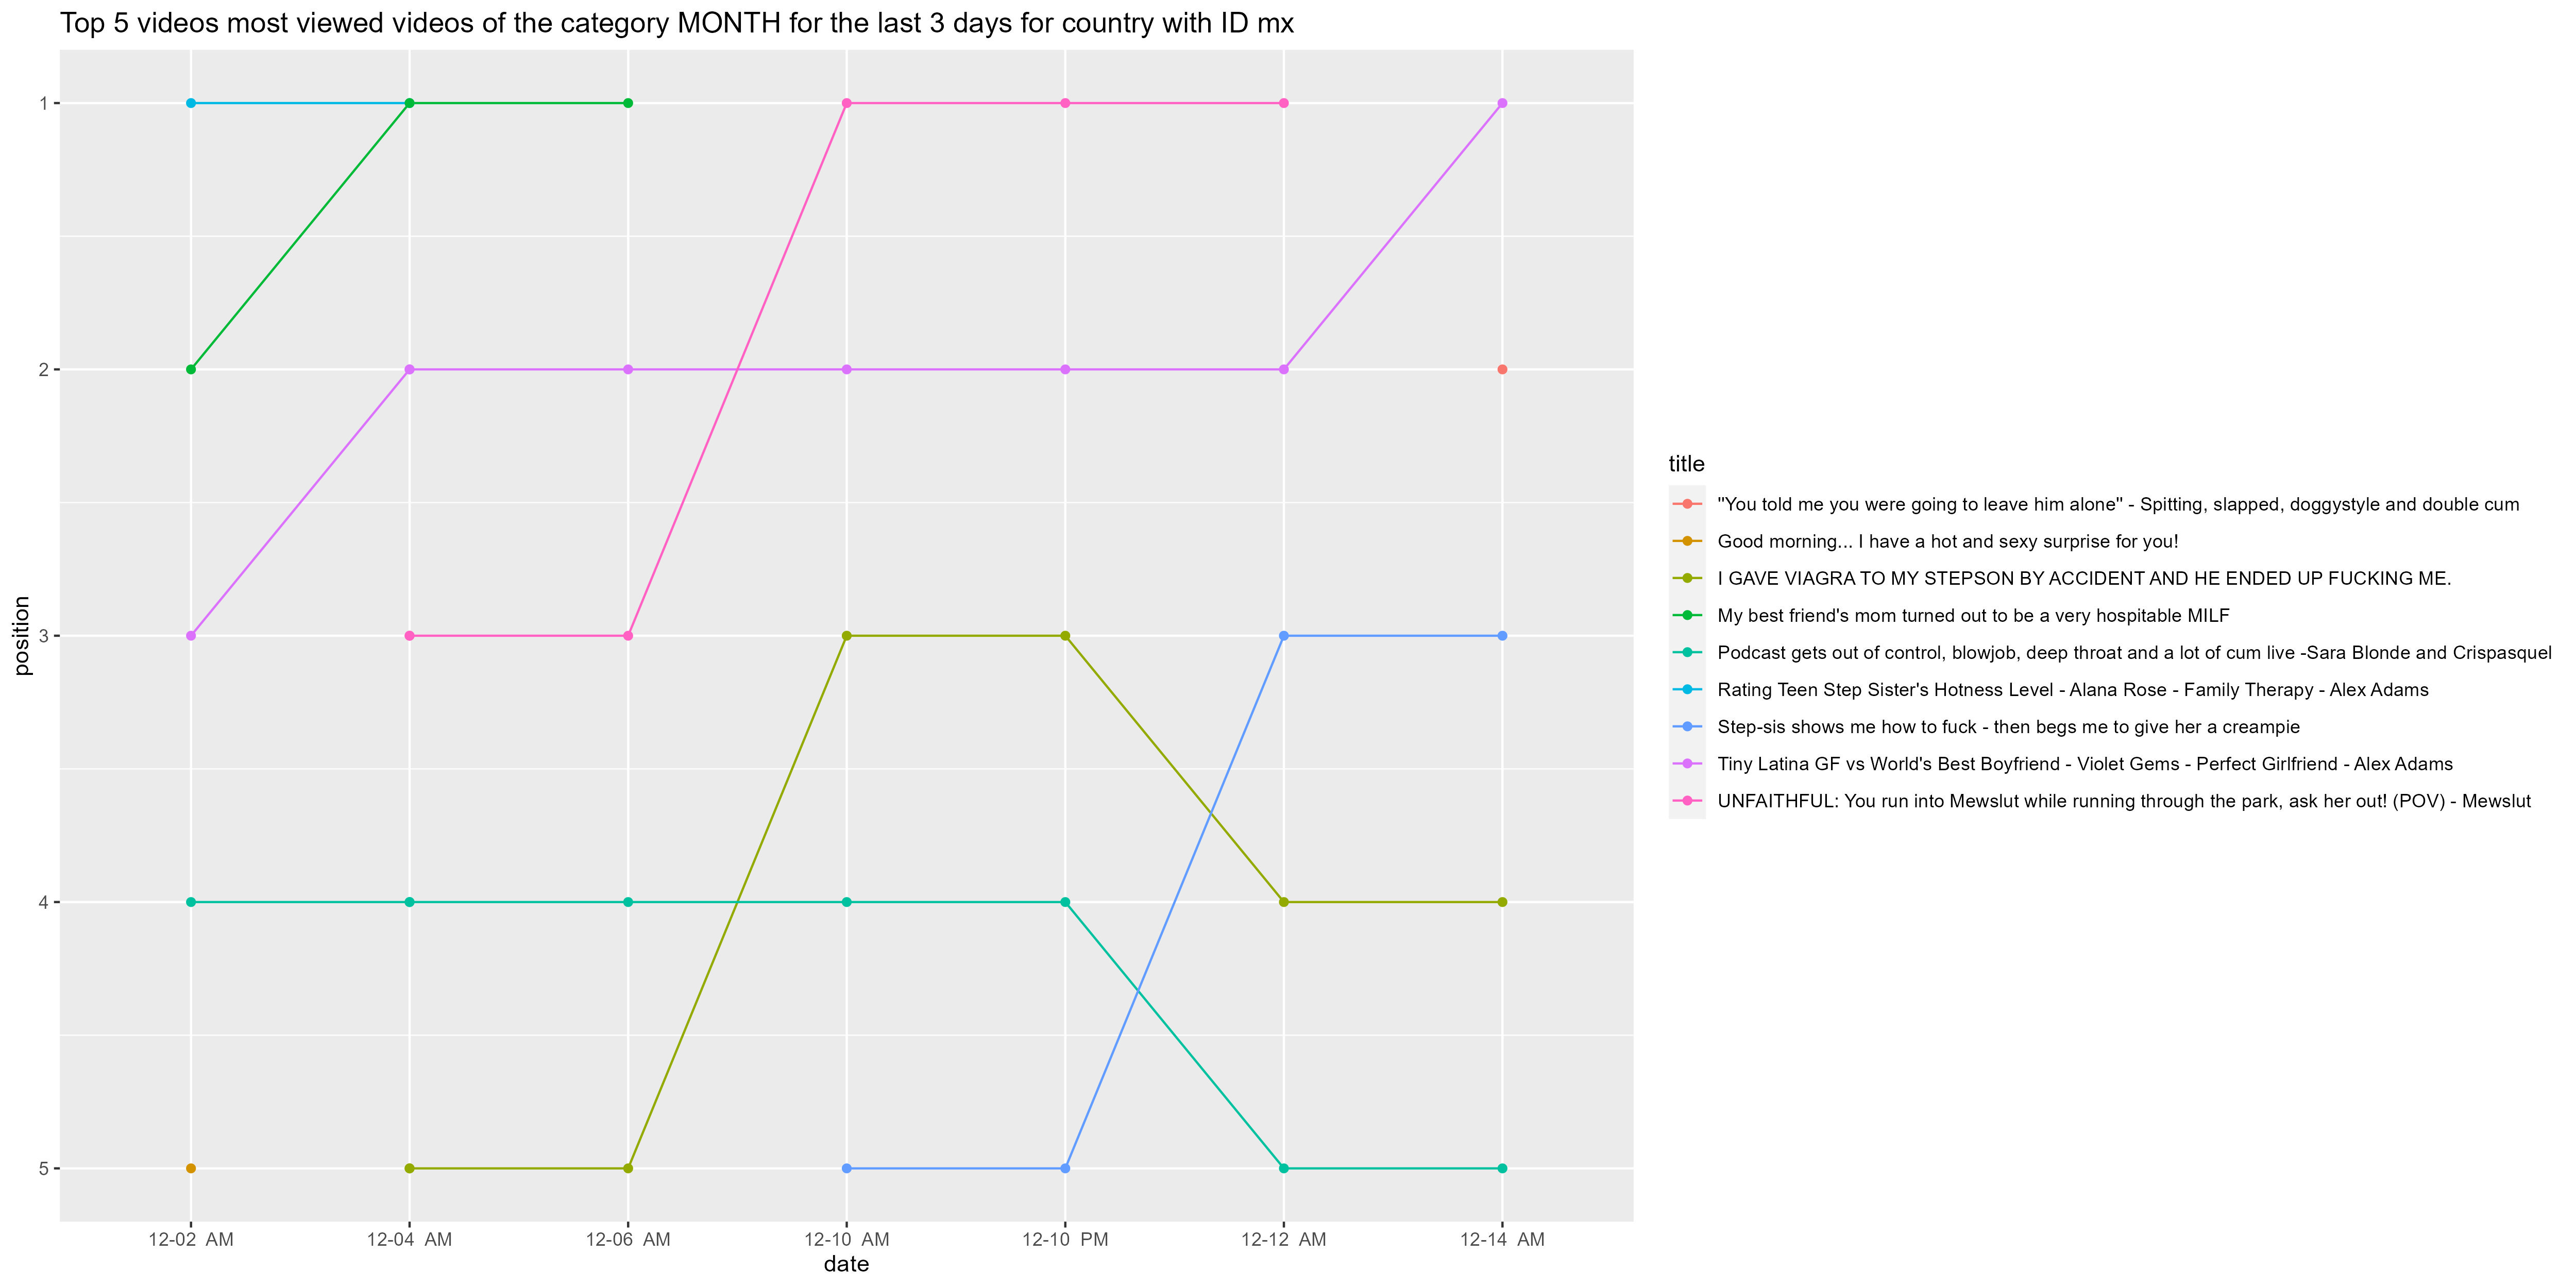 Top 5 videos most viewed videos of the category MONTH for the last 3 days for country with ID mx
position
1
2
3
4
5
12-02 AM
12-04 AM
12-06 AM
12-10 AM
12-10 PM
12-12 AM
12-14 AM
date
title
"You told me you were going to leave him alone" - Spitting, slapped, doggystyle and double cum
Good morning... I have a hot and sexy surprise for you!
I GAVE VIAGRA TO MY STEPSON BY ACCIDENT AND HE ENDED UP FUCKING ME.
My best friend's mom turned out to be a very hospitable MILF
Podcast gets out of control, blowjob, deep throat and a lot of cum live -Sara Blonde and Crispasquel
Rating Teen Step Sister's Hotness Level - Alana Rose - Family Therapy - Alex Adams
Step-sis shows me how to fuck - then begs me to give her a creampie
Tiny Latina GF vs World's Best Boyfriend - Violet Gems - Perfect Girlfriend - Alex Adams
UNFAITHFUL: You run into Mewslut while running through the park, ask her out! (POV) - Mewslut